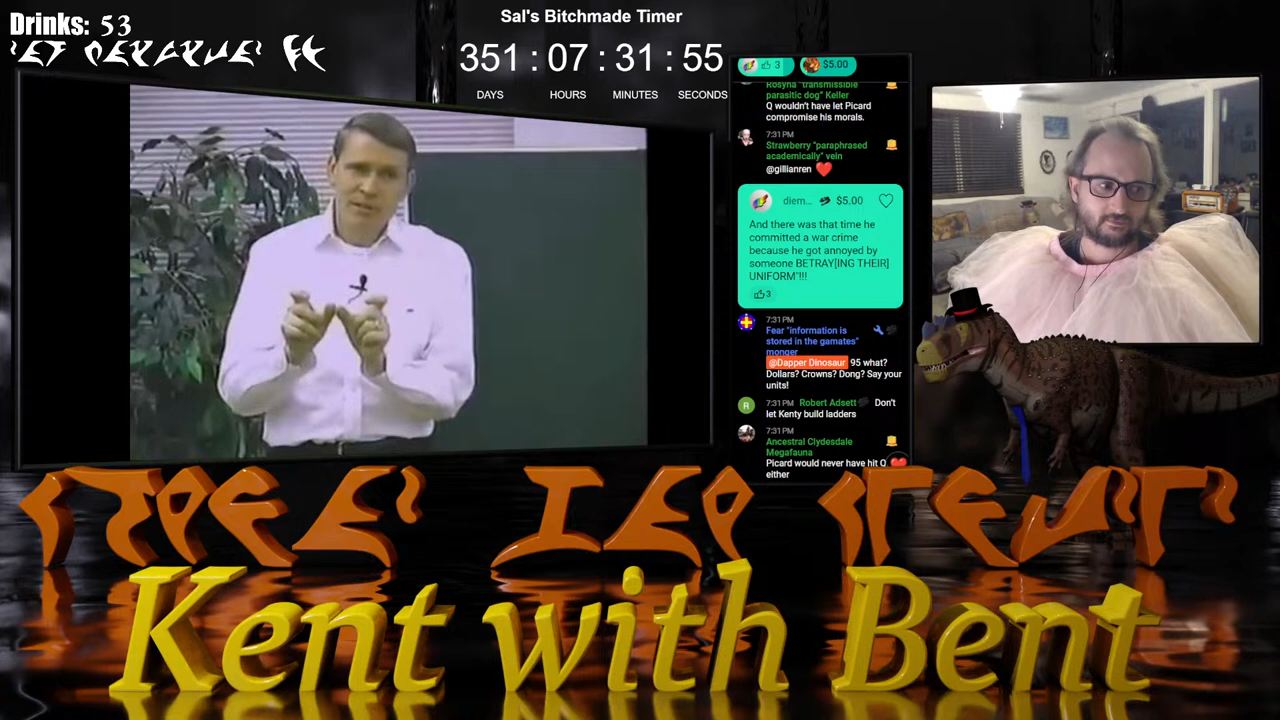 Drinks: 53
Sal's Bitchmade Timer
351 : 07 : 31 : 55
DAYS HOURS MINUTES SECONDS
3 $5.00
Rosyna "transmissible
parasitic dog" Keller
Q wouldn't have let Picard
compromise his morals.
7:31 PM
Strawberry "paraphrased
academically" vein
@gillianren ❤️
diem... $5.00
And there was that time he
committed a war crime
because he got annoyed by
someone BETRAY[ING THEIR]
UNIFORM"!!!
3
7:31 PM
Fear "information is
stored in the gamates"
monger
@Dapper Dinosaur 95 what?
Dollars? Crowns? Dong? Say your
units!
R 7:31 PM Robert Adsett Don't
let Kenty build ladders
7:31 PM
Ancestral Clydesdale
Megafauna
Picard would never have hit Q
either
Kent with Bent